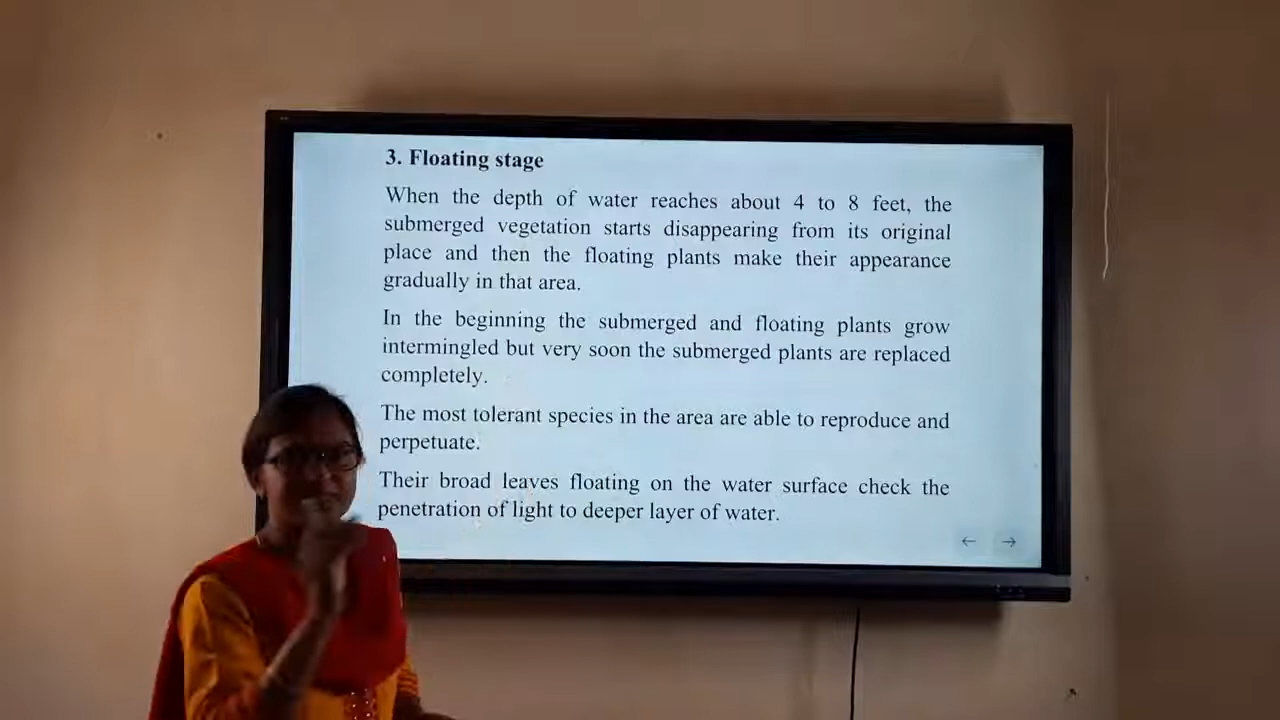 3. Floating stage
When the depth of water reaches about 4 to 8 feet, the
submerged vegetation starts disappearing from its original
place and then the floating plants make their appearance
gradually in that area.
In the beginning the submerged and floating plants grow
intermingled but very soon the submerged plants are replaced
completely.
The most tolerant species in the area are able to reproduce and
perpetuate.
Their broad leaves floating on the water surface check the
penetration of light to deeper layer of water.